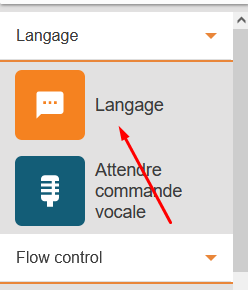 Langage
Langage
Attendre
commande
vocale
Flow control